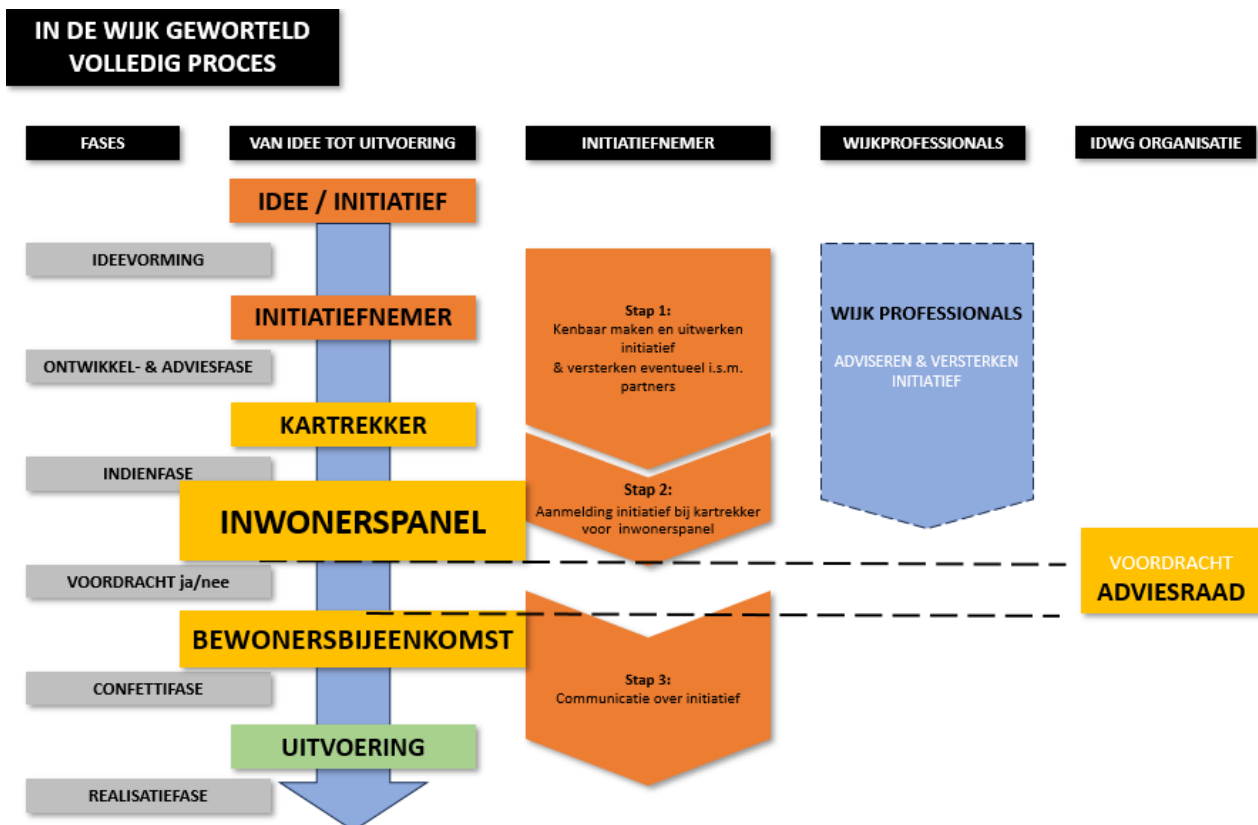 IN DE WIJK GEWORTELD
VOLLEDIG PROCES
FASES
VAN IDEE TOT UITVOERING
INITIATIEFNEMER
WIJKPROFESSIONALS
IDWG ORGANISATIE
IDEE / INITIATIEF
IDEEVORMING
INITIATIEFNEMER
ONTWIKKEL- & ADVIESFASE
KARTREKKER
INDIENFASE
INWONERSPANEL
VOORDRACHT ja/nee
BEWONERSBIJEENKOMST
CONFETTIFASE
UITVOERING
REALISATIEFASE
Stap 1:
Kenbaar maken en uitwerken
initiatief
& versterken eventueel i.s.m.
partners
Stap 2:
Aanmelding initiatief bij kartrekker
voor inwonerspanel
Stap 3:
Communicatie over initiatief
WIJK PROFESSIONALS
ADVISEREN & VERSTERKEN
INITIATIEF
VOORDRACHT
ADVIESRAAD